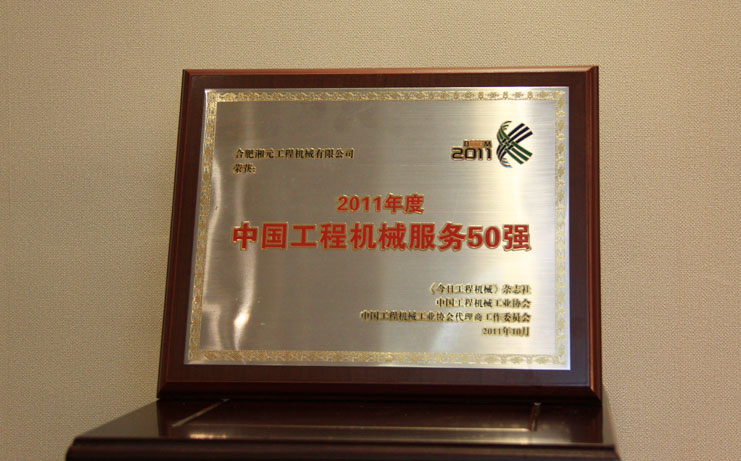 合肥湘元工程机械有限公司
荣获:
2011
2011年度
中国工程机械服务50强
《今日工程机械》杂志社
中国工程机械工业协会
中国工程机械工业协会代理商工作委员会
2011年10月